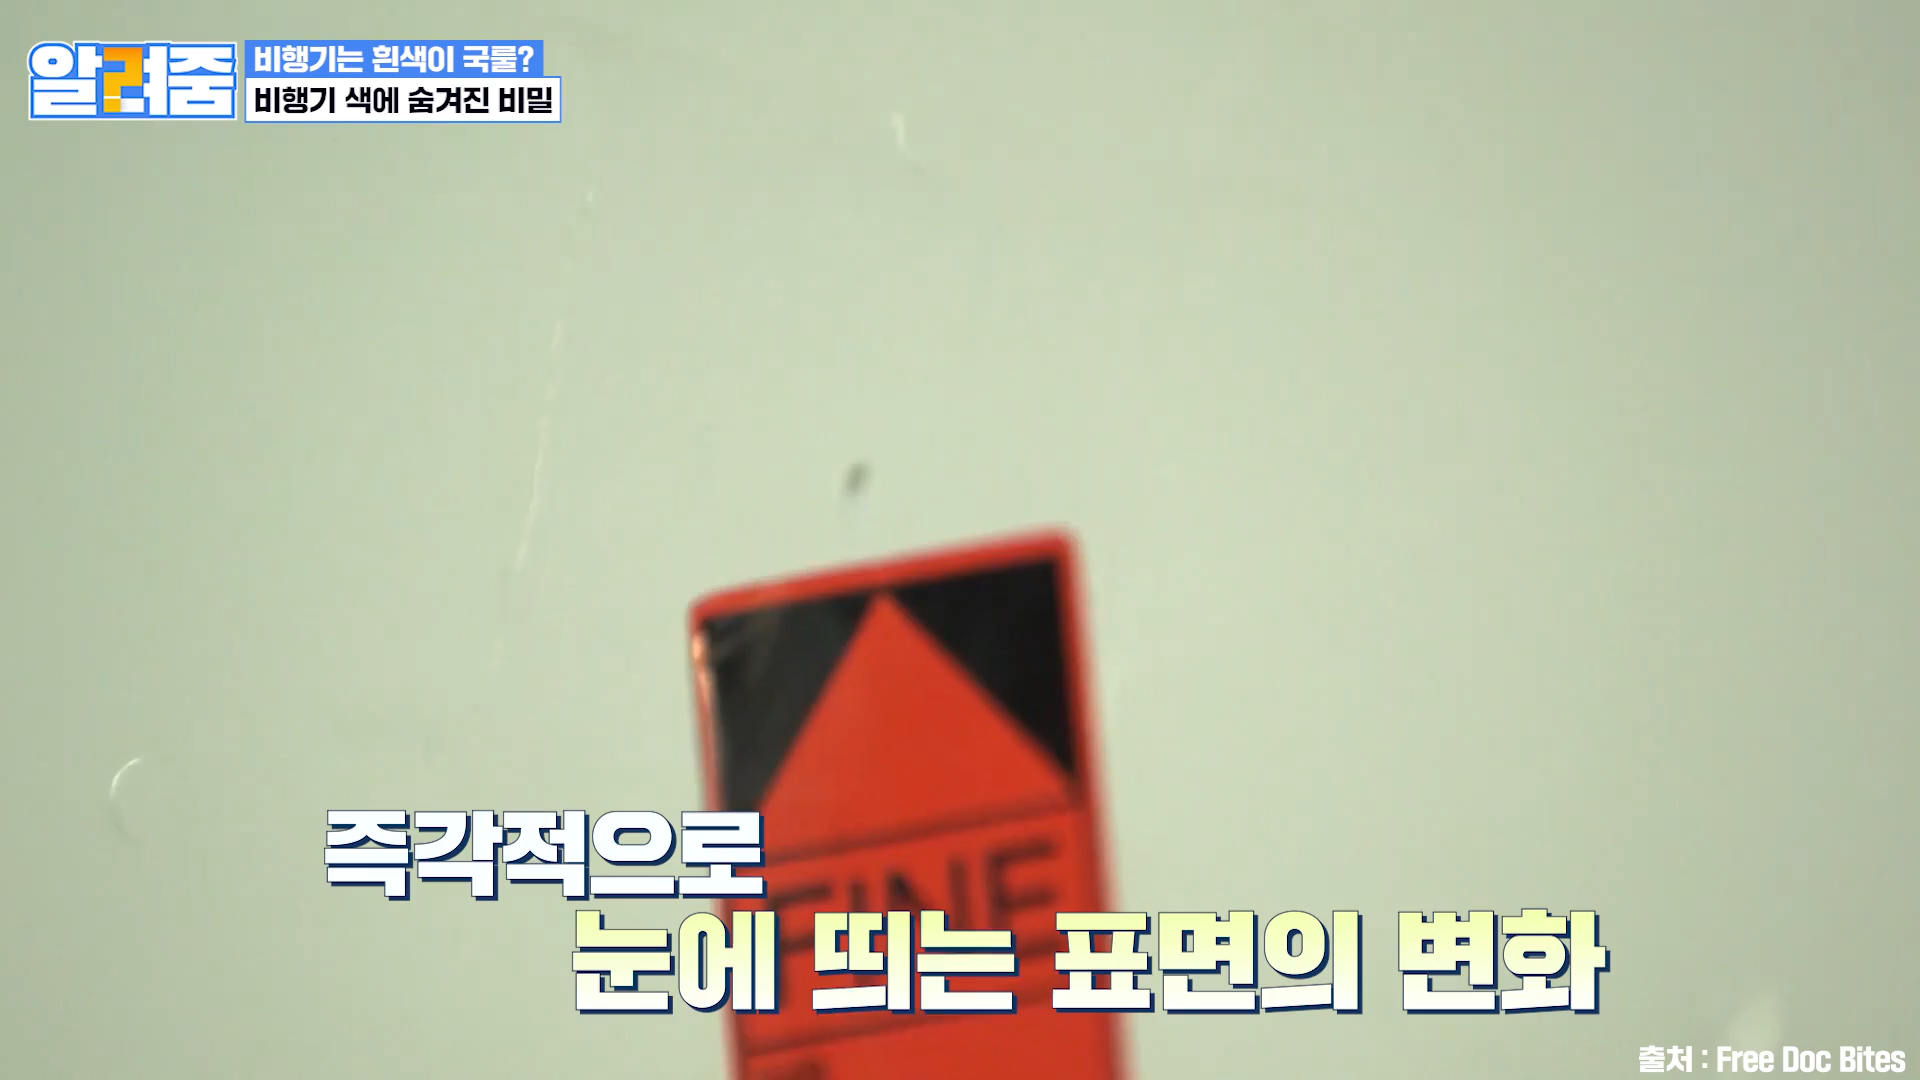 알려줌
비행기는 흰색이 국룰?
비행기 색에 숨겨진 비밀
FINE
즉각적으로
눈에 띄는 표면의 변화
출처 : Free Doc Bites